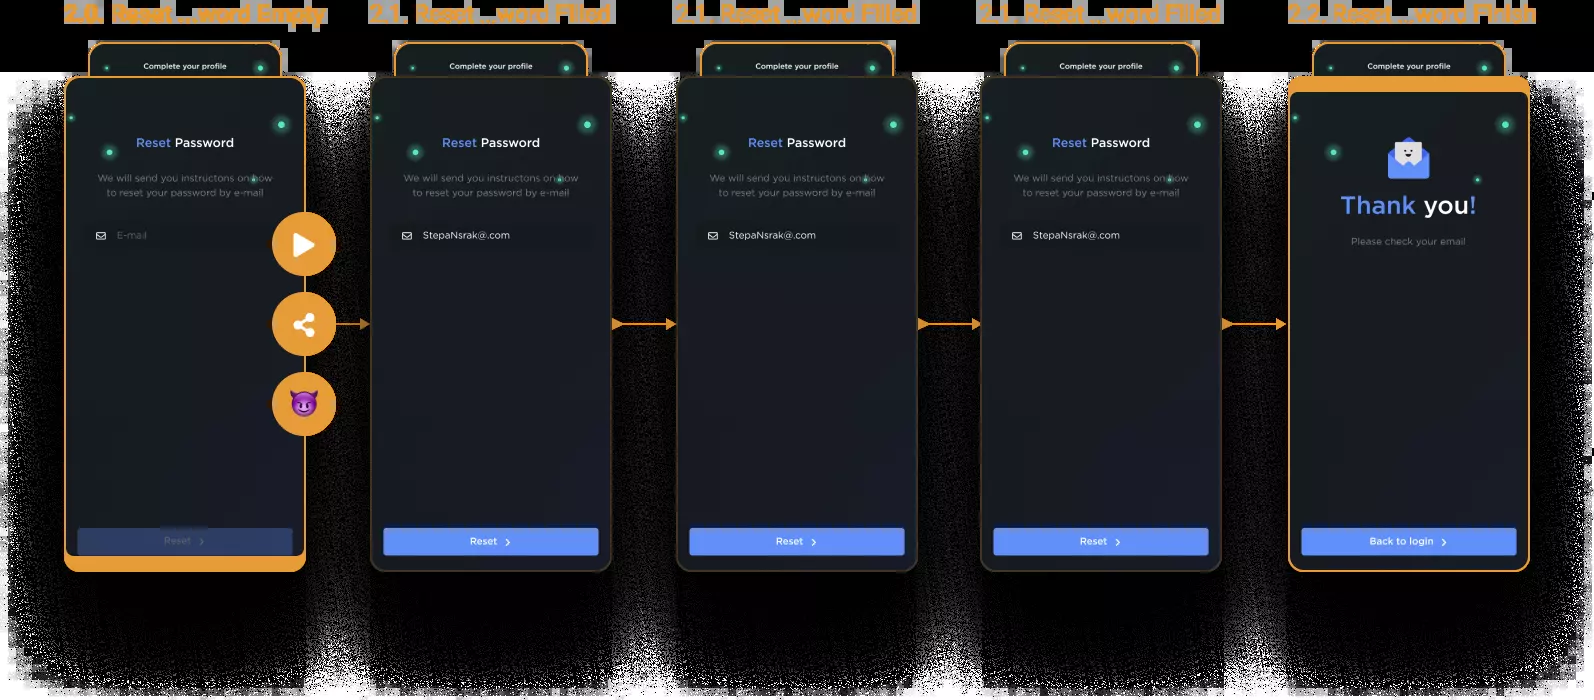 2.0. Reset...word Empty
2.1. Reset...word Filled
2.1. Reset...word Filled
2.1. Reset...word Filled
2.2. Reset...word Finish
Complete your profile
Complete your profile
Complete your profile
Complete your profile
Complete your profile
Reset Password
We will send you instructons on how
to reset your password by e-mail
E-mail
Reset
Reset Password
We will send you instructons on how
to reset your password by e-mail
StepaNsrak@.com
Reset
Reset Password
We will send you instructons on how
to reset your password by e-mail
StepaNsrak@.com
Reset
Reset Password
We will send you instructons on how
to reset your password by e-mail
StepaNsrak@.com
Reset
Thank you!
Please check your email
Back to login